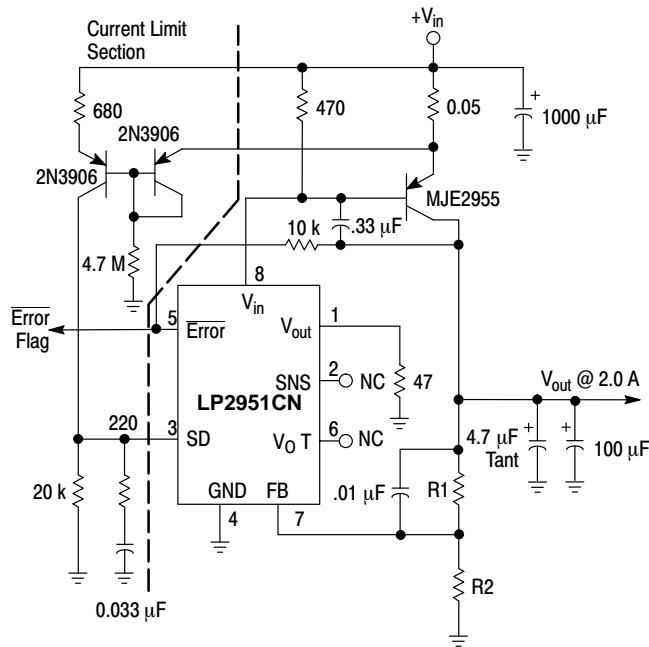 Current Limit
Section
+Vin
680
470
0.05
1000 µF
2N3906
2N3906
MJE2955
10 k
.33 µF
4.7 M
8
Vin
Error
Flag
5
Error
Vout
1
SNS
2
NC
47
LP2951CN
Vout @ 2.0 A
220
3
SD
VO T
6
NC
4.7 µF
Tant
100 µF
20 k
GND
FB
.01 µF
R1
4
7
R2
0.033 µF